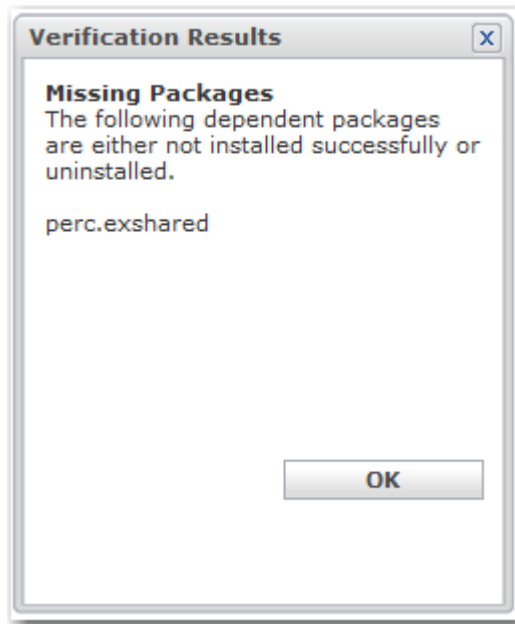 Verification Results
X
Missing Packages
The following dependent packages
are either not installed successfully or
uninstalled.
perc.exshared
OK